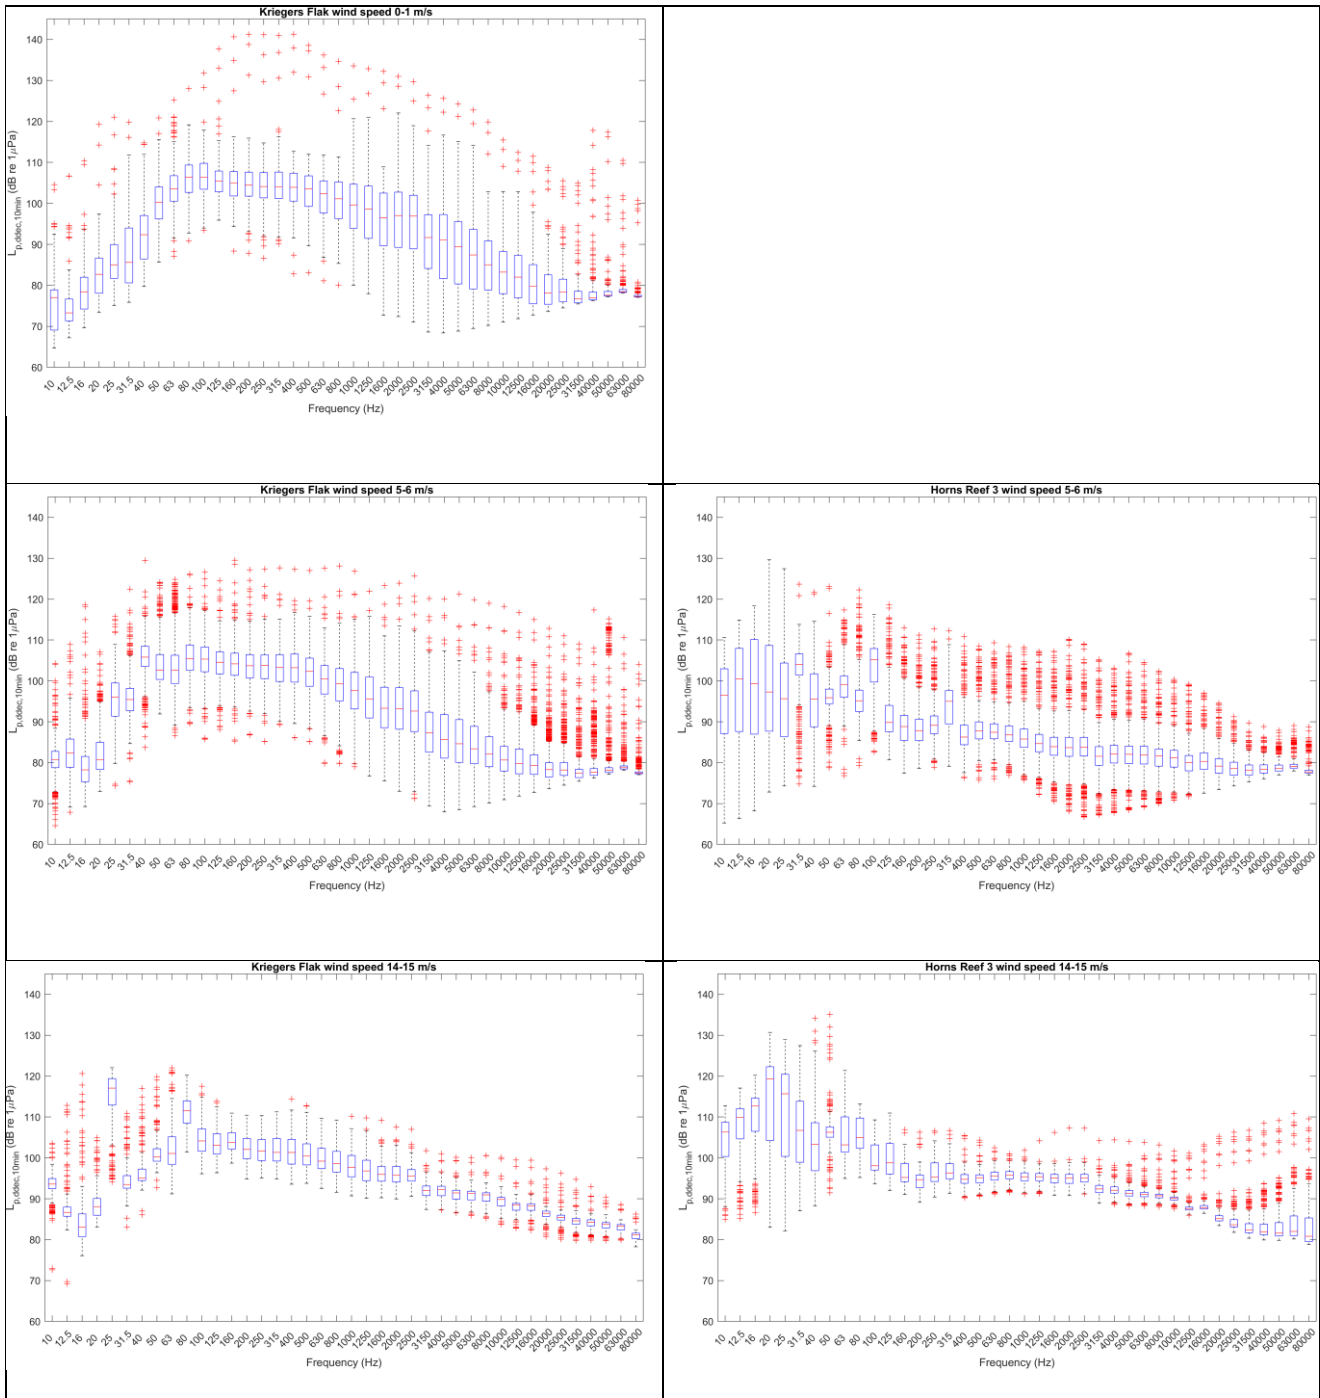 Kriegers Flak wind speed 0-1 m/s
L p,ddec,10min (dB re 1µPa)
140
130
120
110
100
90
80
70
60
10 12.5 16 20 25 31.5 40 50 63 80 100 125 160 200 250 315 400 500 630 800 1000 1250 1600 2000 2500 3150 4000 5000 6300 8000 10000 12500 16000 20000 25000 31500 40000 50000 63000 80000
Frequency (Hz)
Kriegers Flak wind speed 5-6 m/s
L p,ddec,10min (dB re 1µPa)
140
130
120
110
100
90
80
70
60
10 12.5 16 20 25 31.5 40 50 63 80 100 125 160 200 250 315 400 500 630 800 1000 1250 1600 2000 2500 3150 4000 5000 6300 8000 10000 12500 16000 20000 25000 31500 40000 50000 63000 80000
Frequency (Hz)
Horns Reef 3 wind speed 5-6 m/s
L p,ddec,10min (dB re 1µPa)
140
130
120
110
100
90
80
70
60
10 12.5 16 20 25 31.5 40 50 63 80 100 125 160 200 250 315 400 500 630 800 1000 1250 1600 2000 2500 3150 4000 5000 6300 8000 10000 12500 16000 20000 25000 31500 40000 50000 63000 80000
Frequency (Hz)
Kriegers Flak wind speed 14-15 m/s
L p,ddec,10min (dB re 1µPa)
140
130
120
110
100
90
80
70
60
10 12.5 16 20 25 31.5 40 50 63 80 100 125 160 200 250 315 400 500 630 800 1000 1250 1600 2000 2500 3150 4000 5000 6300 8000 10000 12500 16000 20000 25000 31500 40000 50000 63000 80000
Frequency (Hz)
Horns Reef 3 wind speed 14-15 m/s
L p,ddec,10min (dB re 1µPa)
140
130
120
110
100
90
80
70
60
10 12.5 16 20 25 31.5 40 50 63 80 100 125 160 200 250 315 400 500 630 800 1000 1250 1600 2000 2500 3150 4000 5000 6300 8000 10000 12500 16000 20000 25000 31500 40000 50000 63000 80000
Frequency (Hz)